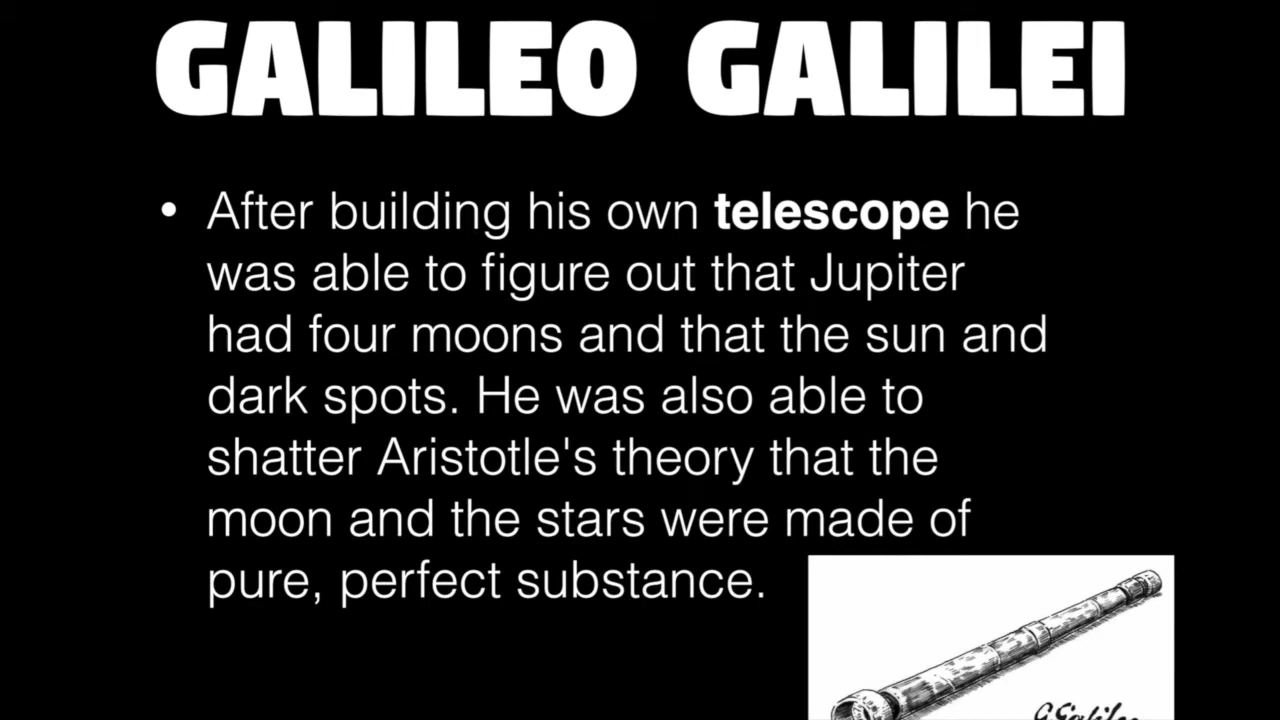 GALILEO GALILEI
• After building his own telescope he
was able to figure out that Jupiter
had four moons and that the sun and
dark spots. He was also able to
shatter Aristotle's theory that the
moon and the stars were made of
pure, perfect substance.
G.Galileo